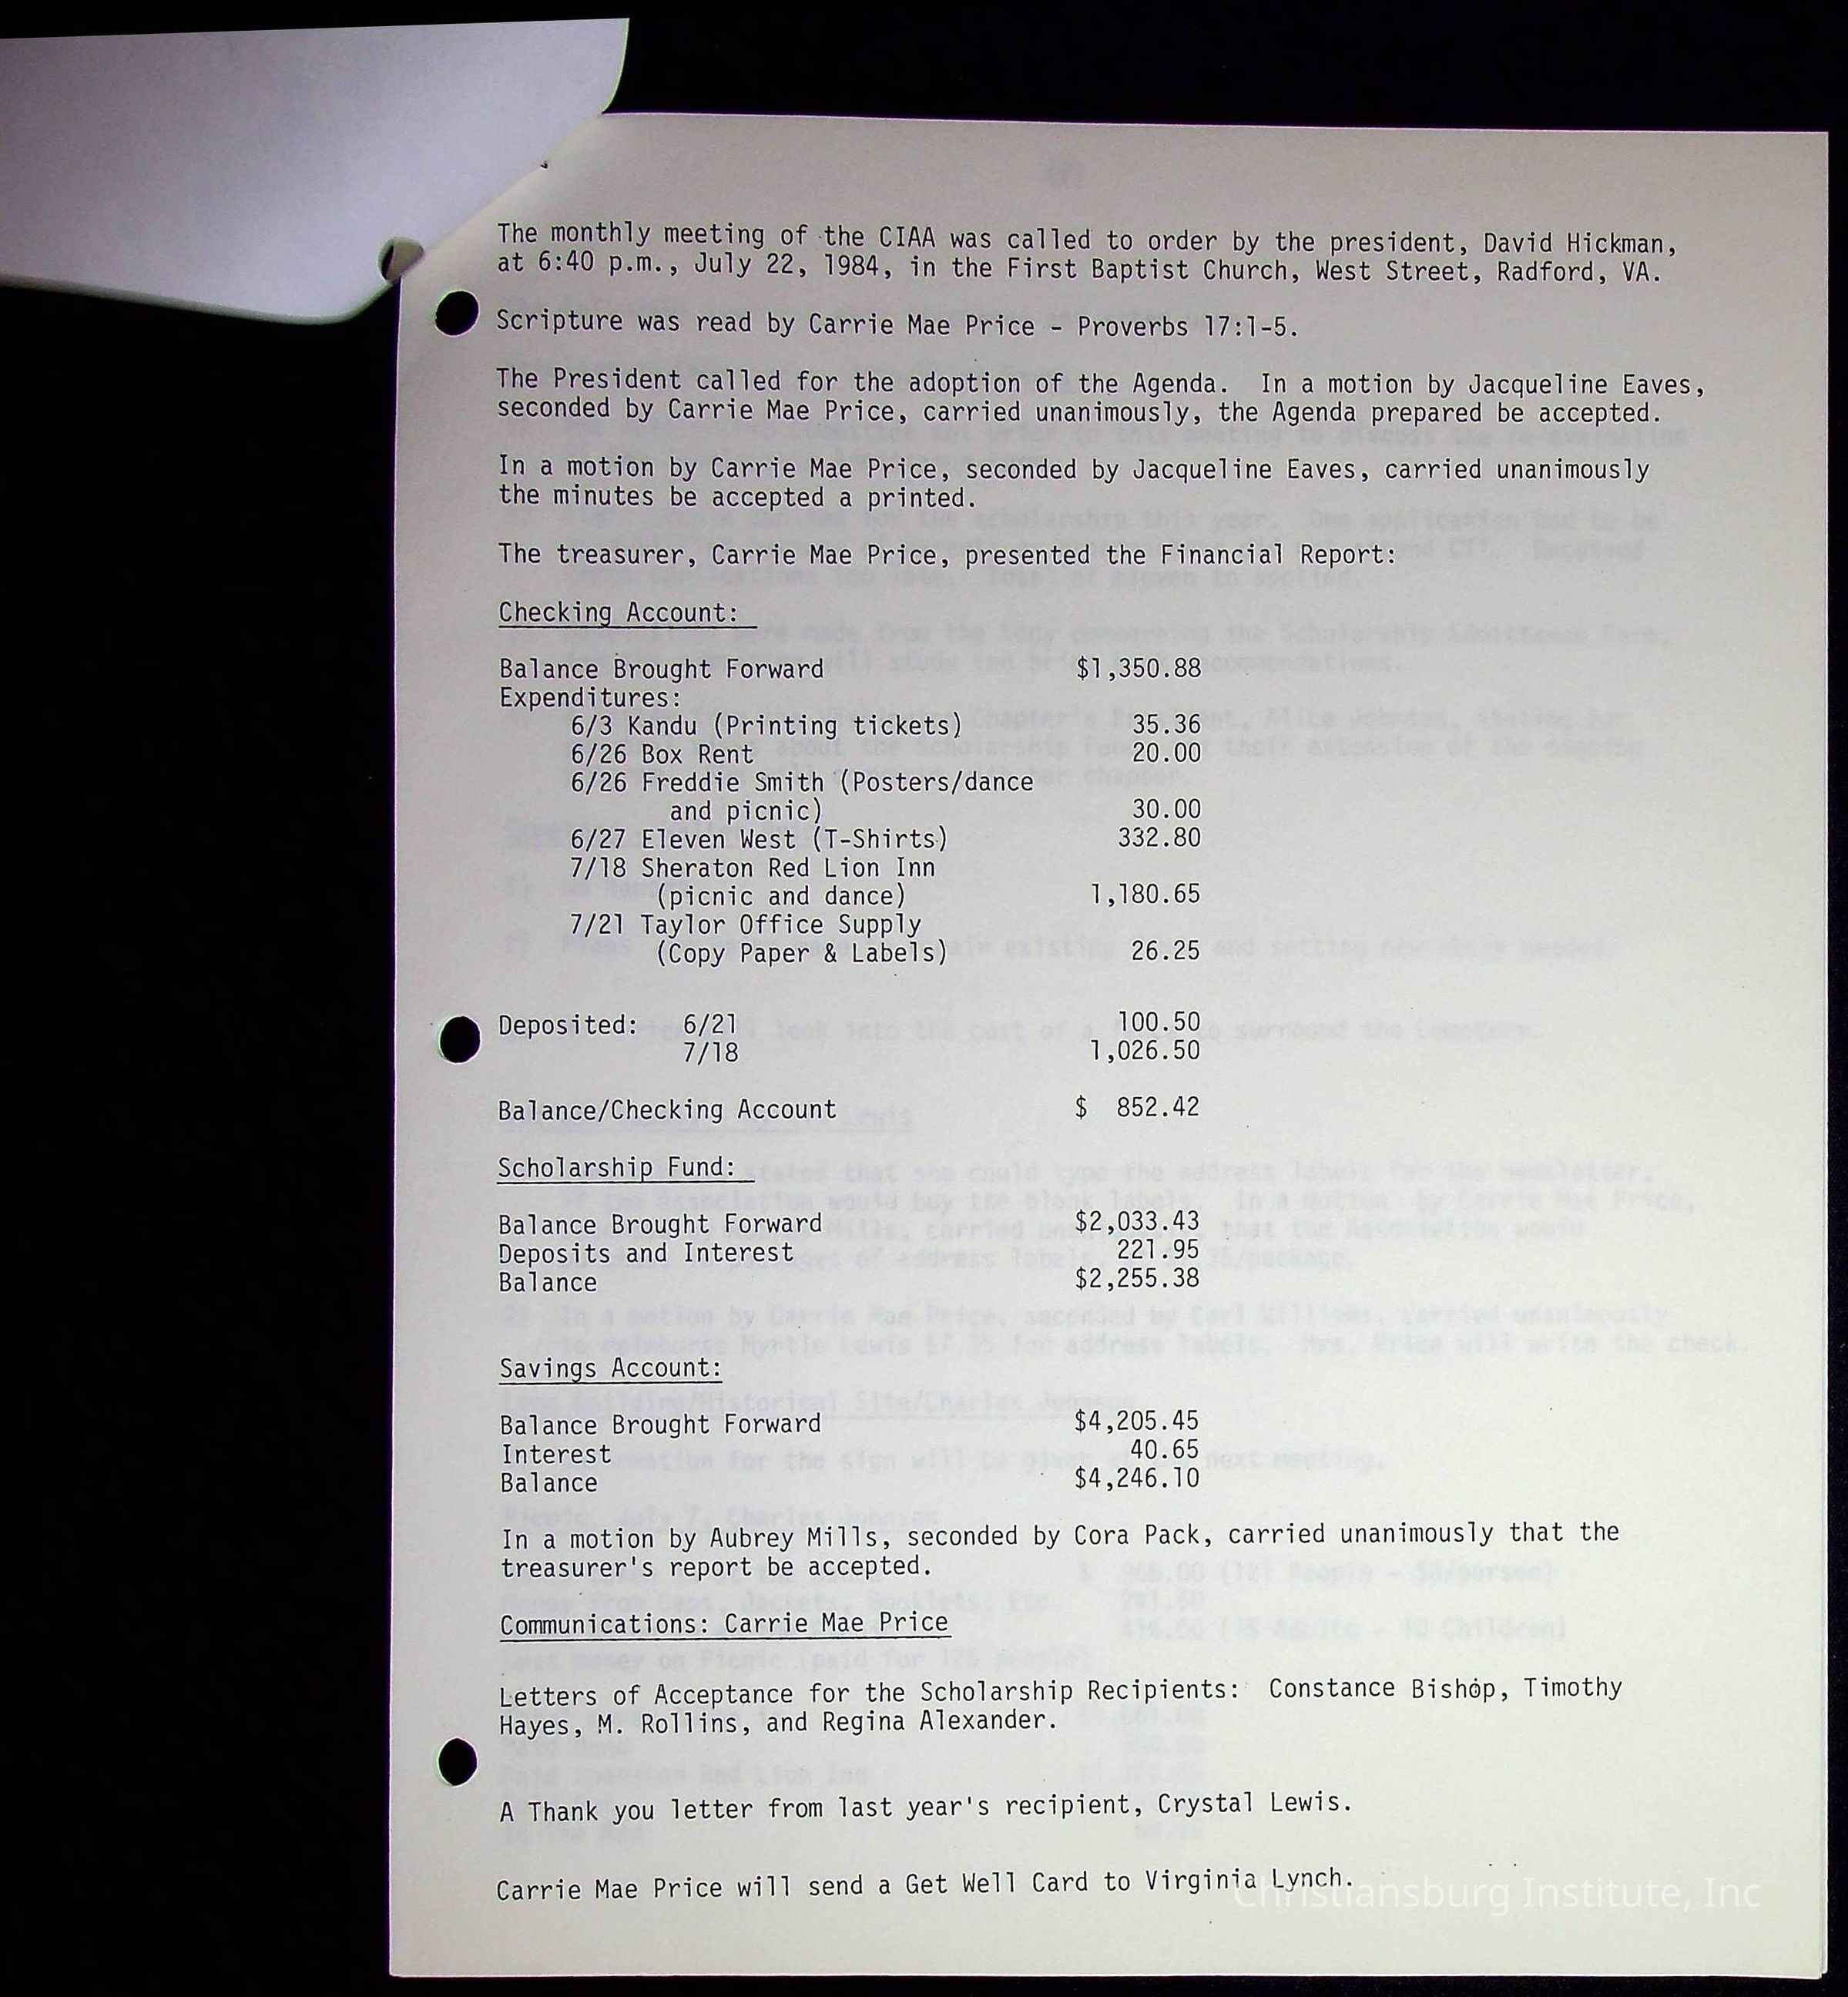 The monthly meeting of the CIAA was called to order by the president, David Hickman,
at 6:40 p.m., July 22, 1984, in the First Baptist Church, West Street, Radford, VA.
Scripture was read by Carrie Mae Price - Proverbs 17:1-5.
The President called for the adoption of the Agenda. In a motion by Jacqueline Eaves,
seconded by Carrie Mae Price, carried unanimously, the Agenda prepared be accepted.
In a motion by Carrie Mae Price, seconded by Jacqueline Eaves, carried unanimously
the minutes be accepted a printed.
The treasurer, Carrie Mae Price, presented the Financial Report:
Checking Account:
Balance Brought Forward $1,350.88
Expenditures:
6/3 Kandu (Printing tickets) 35.36
6/26 Box Rent 20.00
6/26 Freddie Smith (Posters/dance
and picnic) 30.00
6/27 Eleven West (T-Shirts) 332.80
7/18 Sheraton Red Lion Inn
(picnic and dance) 1,180.65
7/21 Taylor Office Supply
(Copy Paper & Labels) 26.25
Deposited: 6/21 100.50
7/18 1,026.50
Balance/Checking Account $ 852.42
Scholarship Fund:
Balance Brought Forward $2,033.43
Deposits and Interest 221.95
Balance $2,255.38
Savings Account:
Balance Brought Forward $4,205.45
Interest 40.65
Balance $4,246.10
In a motion by Aubrey Mills, seconded by Cora Pack, carried unanimously that the
treasurer's report be accepted.
Communications: Carrie Mae Price
Letters of Acceptance for the Scholarship Recipients: Constance Bishop, Timothy
Hayes, M. Rollins, and Regina Alexander.
A Thank you letter from last year's recipient, Crystal Lewis.
Carrie Mae Price will send a Get Well Card to Virginia Lynch.
Christiansburg Institute, Inc